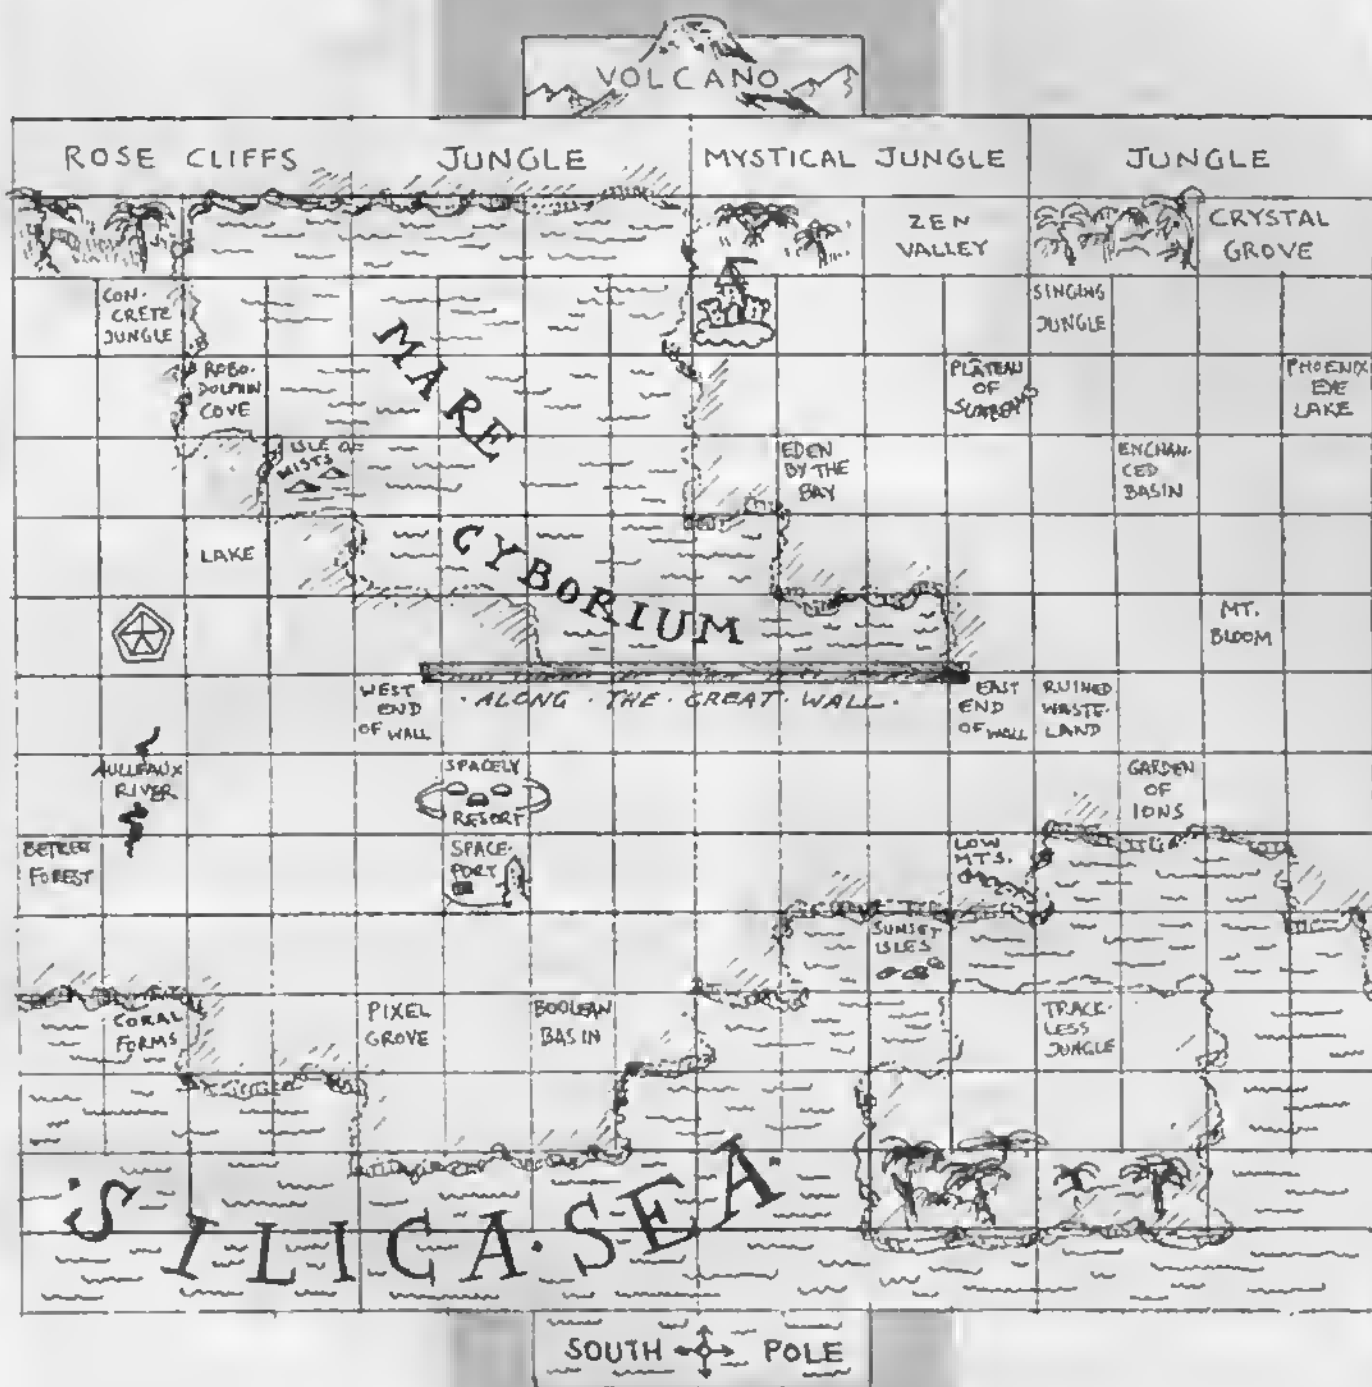 VOLCANO
ROSE CLIFFS
JUNGLE
MYSTICAL JUNGLE
JUNGLE
ZEN
VALLEY
CRYSTAL
GROVE
CON-
CRETE
JUNGLE
SINGING
JUNGLE
MARE
ROBO-
DOLPHIN
COVE
PLATEAU
OF
PHOENIX
EYE
LAKE
ISLE OF
MISTS
EDEN
BY THE
BAY
ENCHAN-
CED
BASIN
LAKE
CYBORIUM
MT.
BLOOM
WEST
END
OF WALL
·ALONG·THE·GREAT·WALL·
EAST
END
OF WALL
RUINED
WASTE-
LAND
RIVER
SPACELY
RESORT
GARDEN
OF
IONS
FOREST
SPACE-
PORT
LOW
MTS.
SUNSET
ISLES
CORAL
FORMS
PIXEL
GROVE
BOOLEAN
BASIN
TRACK-
LESS
JUNGLE
·SILICA·SEA·
SOUTH POLE